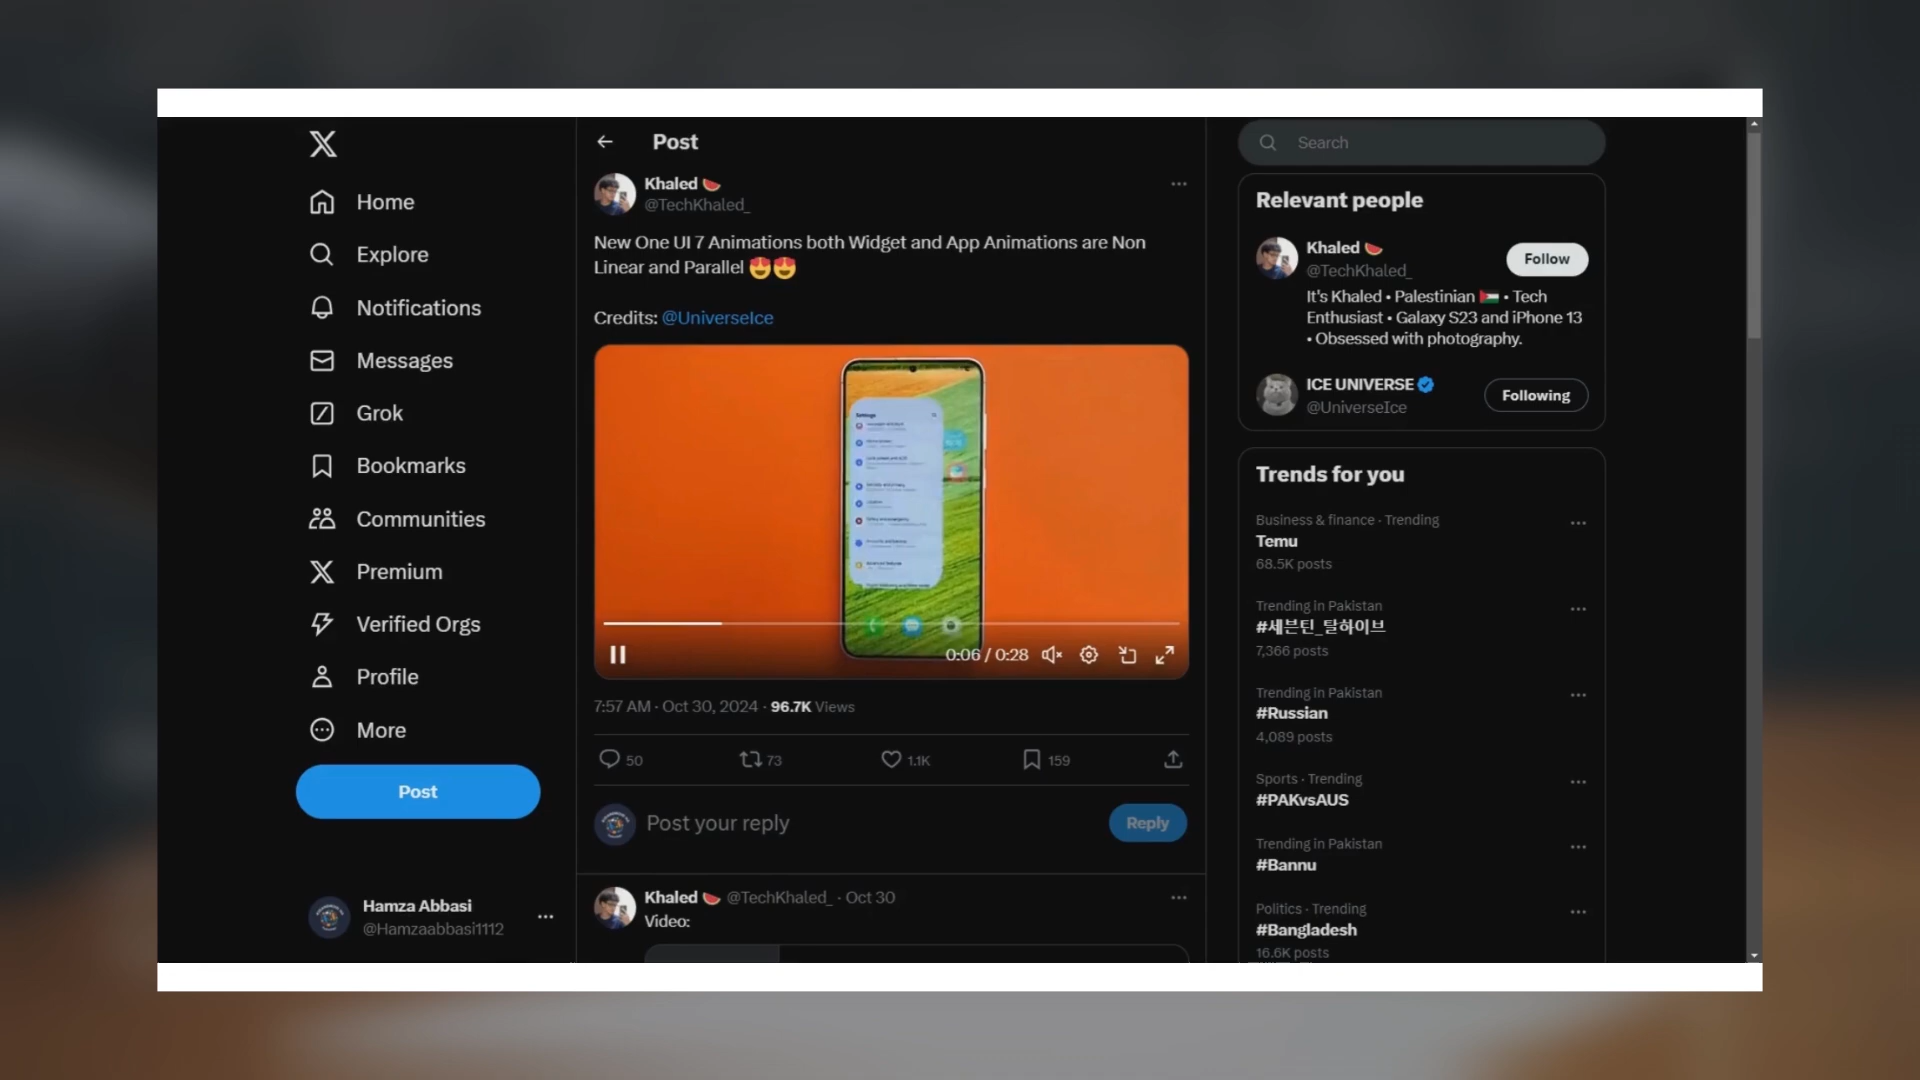 Home
Explore
Notifications
Messages
Grok
Bookmarks
Communities
Premium
Verified Orgs
Profile
More
Post
Hamza Abbasi
@Hamzaabbasi1112
Post
Khaled 🍉
@TechKhaled_
New One UI 7 Animations both Widget and App Animations are Non
Linear and Parallel 😍😍
Credits: @UniverseIce
Settings
0:06 / 0:28
7:57 AM · Oct 30, 2024 · 96.7K Views
50
73
1.1K
159
Post your reply
Reply
Khaled 🍉 @TechKhaled_ · Oct 30
Video:
Search
Relevant people
Khaled 🍉
@TechKhaled_
Follow
It's Khaled • Palestinian 🇵🇸 • Tech
Enthusiast • Galaxy S23 and iPhone 13
• Obsessed with photography.
ICE UNIVERSE
@UniverseIce
Following
Trends for you
Business & finance · Trending
Temu
68.5K posts
Trending in Pakistan
#세븐틴_탈하이브
7,366 posts
Trending in Pakistan
#Russian
4,089 posts
Sports · Trending
#PAKvsAUS
Trending in Pakistan
#Bannu
Politics · Trending
#Bangladesh
16.6K posts